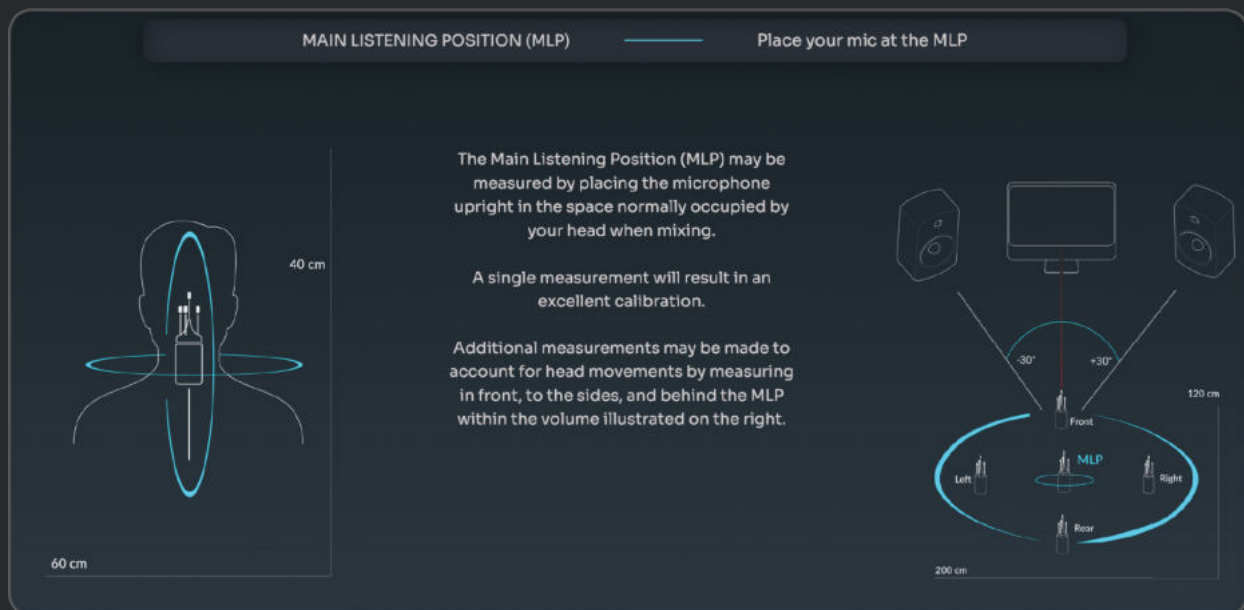 MAIN LISTENING POSITION (MLP) Place your mic at the MLP
40 cm
60 cm
The Main Listening Position (MLP) may be
measured by placing the microphone
upright in the space normally occupied by
your head when mixing.
A single measurement will result in an
excellent calibration.
Additional measurements may be made to
account for head movements by measuring
in front, to the sides, and behind the MLP
within the volume illustrated on the right.
-30°
+30°
120 cm
Front
MLP
Left
Right
Rear
200 cm